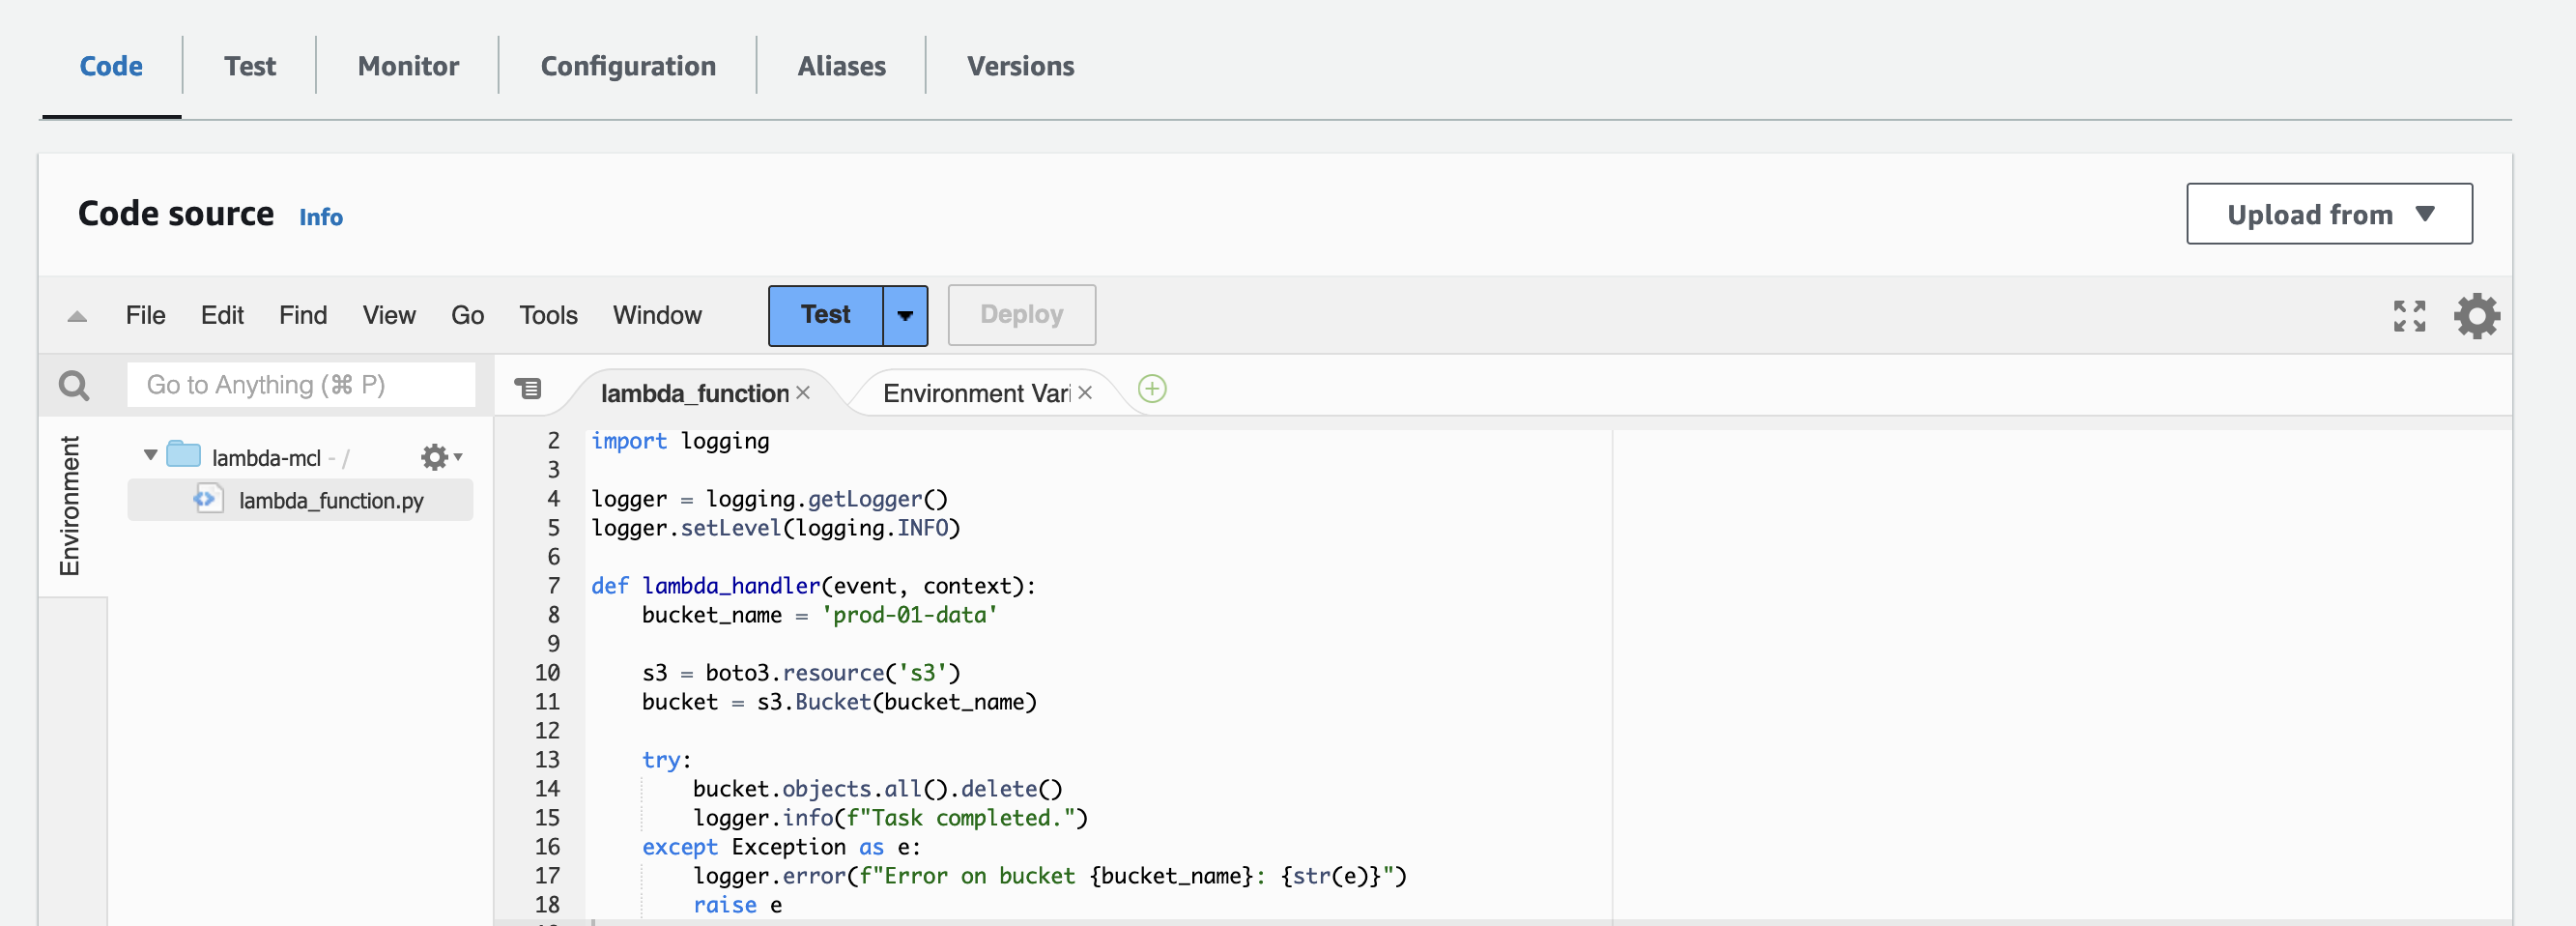 Code Test Monitor Configuration Aliases Versions
Code source Info
Upload from
File Edit Find View Go Tools Window Test Deploy
Go to Anything (⌘ P)
lambda_function Environment Vari
Environment
lambda-mcl - /
lambda_function.py
2 import logging
3
4 logger = logging.getLogger()
5 logger.setLevel(logging.INFO)
6
7 def lambda_handler(event, context):
8     bucket_name = 'prod-01-data'
9
10     s3 = boto3.resource('s3')
11     bucket = s3.Bucket(bucket_name)
12
13     try:
14         bucket.objects.all().delete()
15         logger.info(f"Task completed.")
16     except Exception as e:
17         logger.error(f"Error on bucket {bucket_name}: {str(e)}")
18         raise e